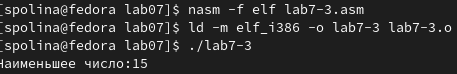 [spolina@fedora lab07]$ nasm -f elf lab7-3.asm
[spolina@fedora lab07]$ ld -m elf_i386 -o lab7-3 lab7-3.o
[spolina@fedora lab07]$ ./lab7-3
Наименьшее число:15